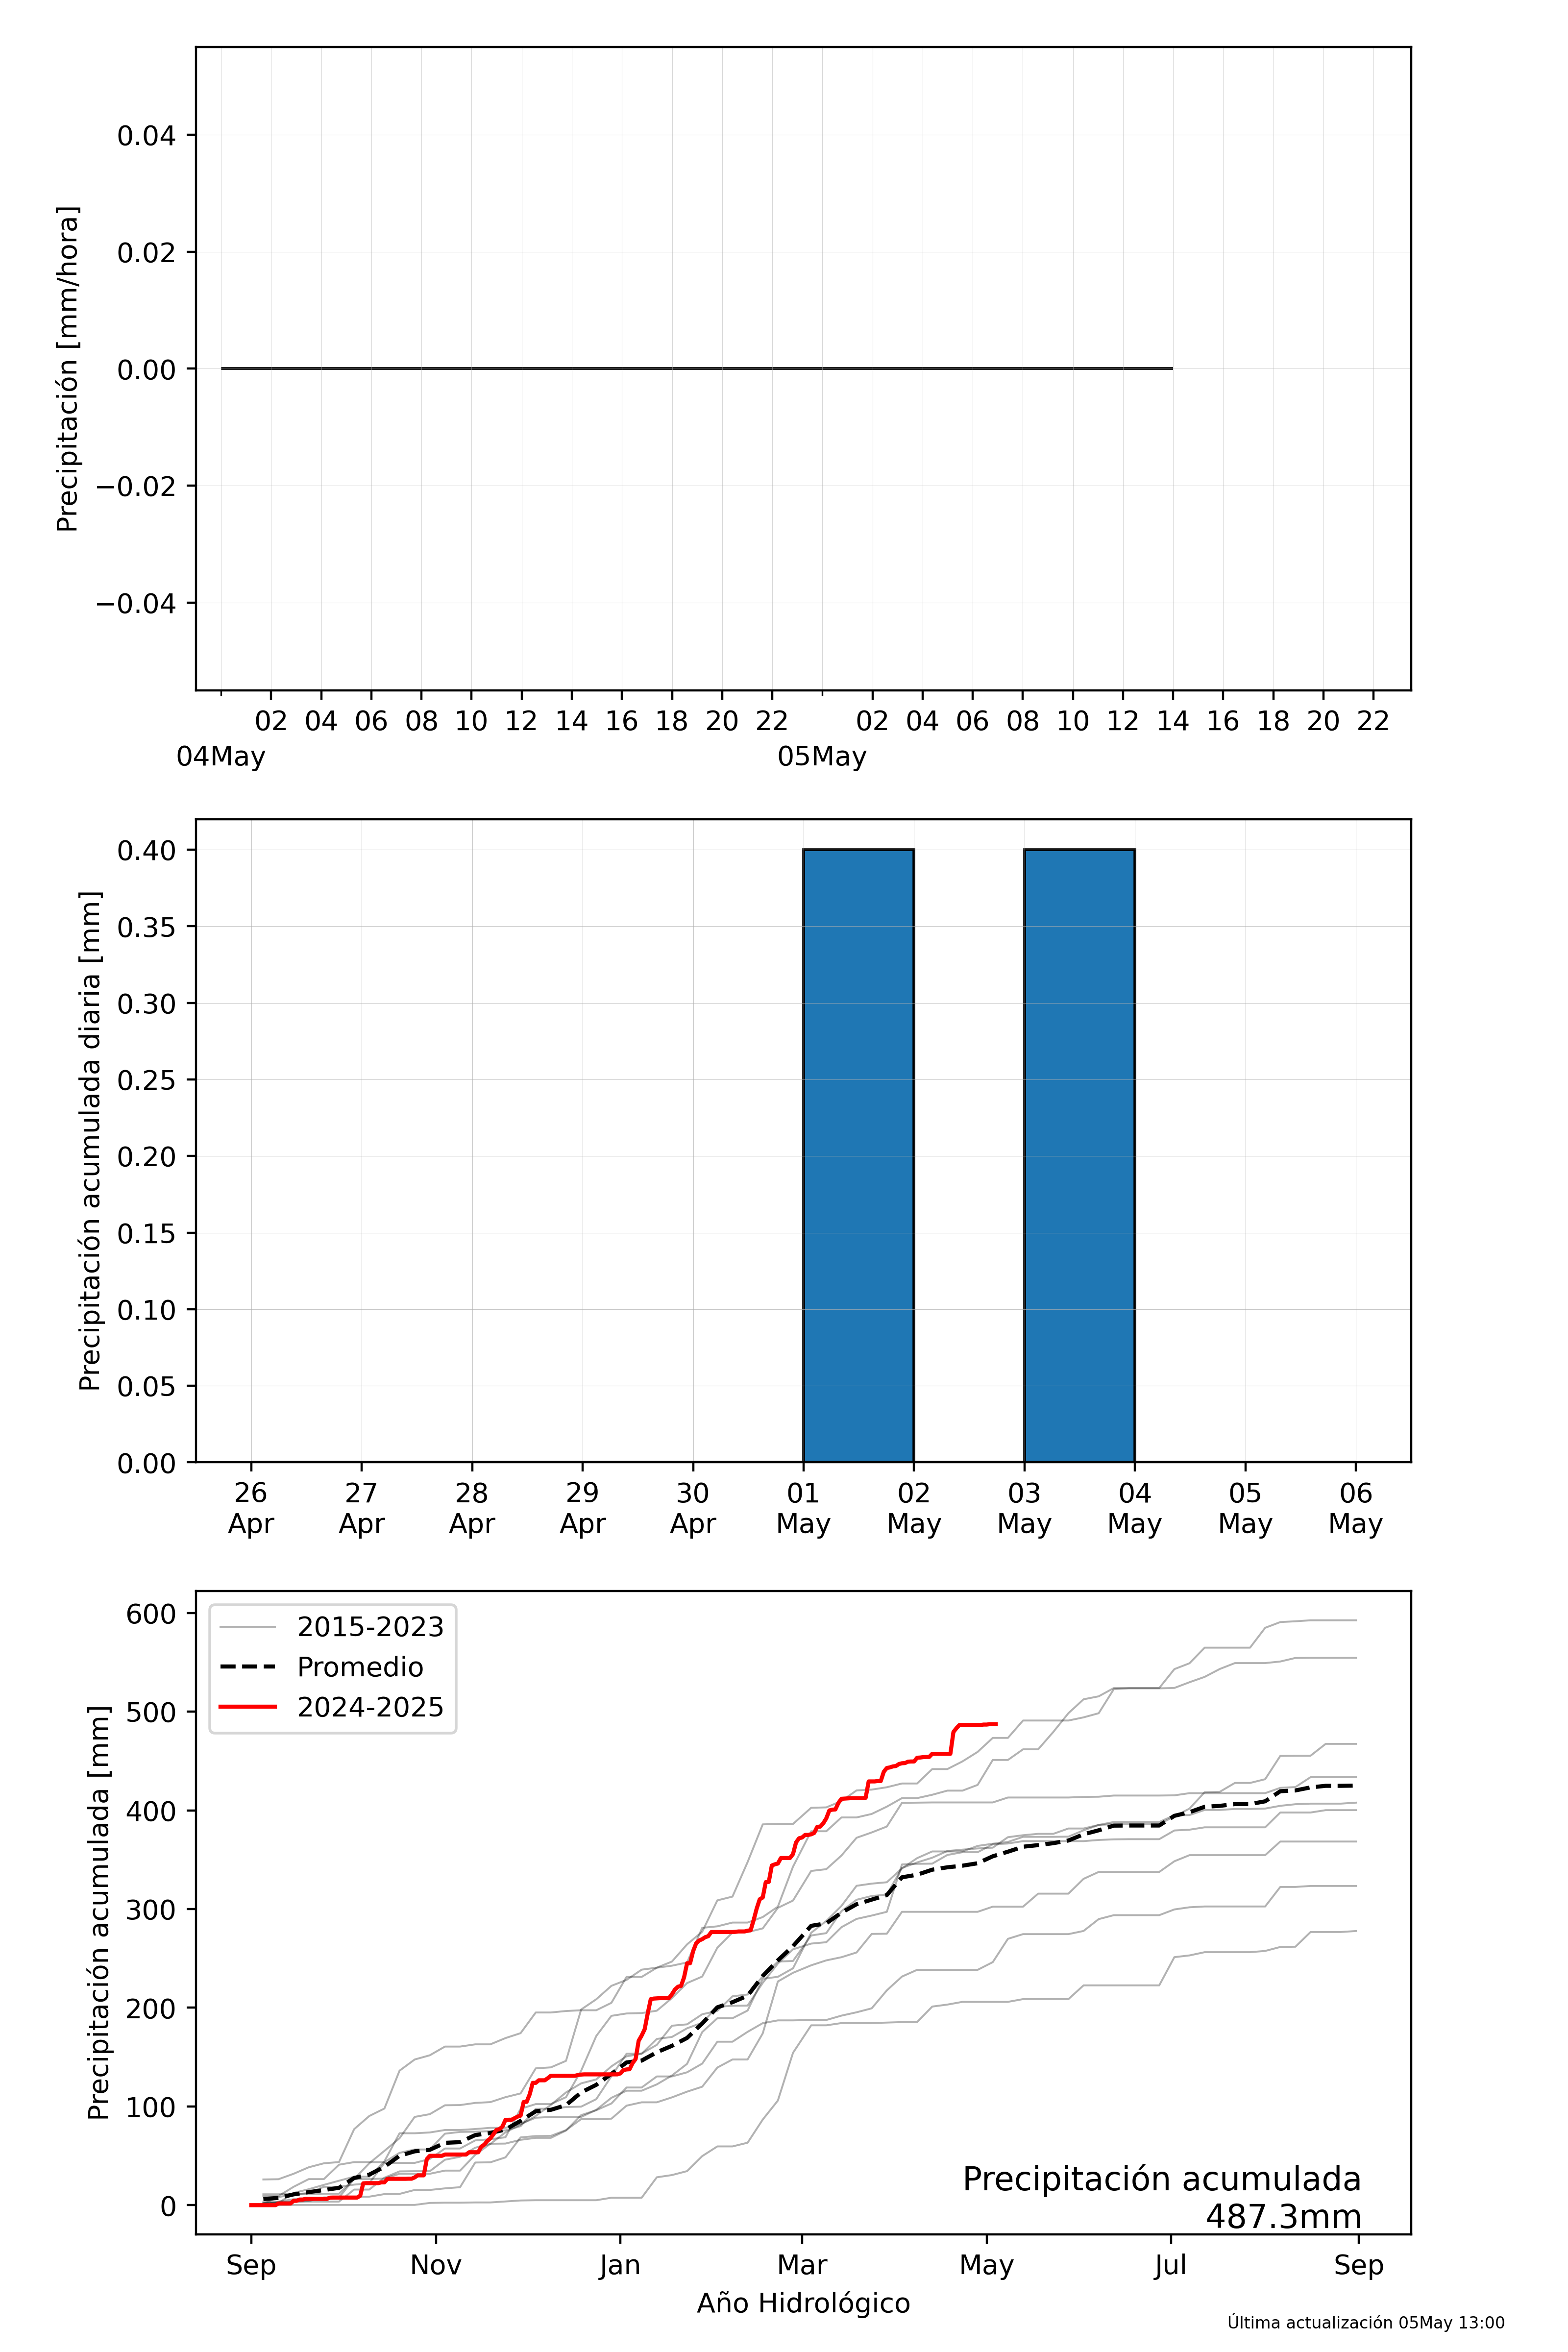 Precipitación [mm/hora]
0.04
0.02
0.00
−0.02
−0.04
02 04 06 08 10 12 14 16 18 20 22 02 04 06 08 10 12 14 16 18 20 22
04May 05May
Precipitación acumulada diaria [mm]
0.40
0.35
0.30
0.25
0.20
0.15
0.10
0.05
0.00
26 27 28 29 30 01 02 03 04 05 06
Apr Apr Apr Apr Apr May May May May May May
Precipitación acumulada [mm]
600
500
400
300
200
100
0
2015-2023
Promedio
2024-2025
Precipitación acumulada
487.3mm
Sep Nov Jan Mar May Jul Sep
Año Hidrológico
Última actualización 05May 13:00